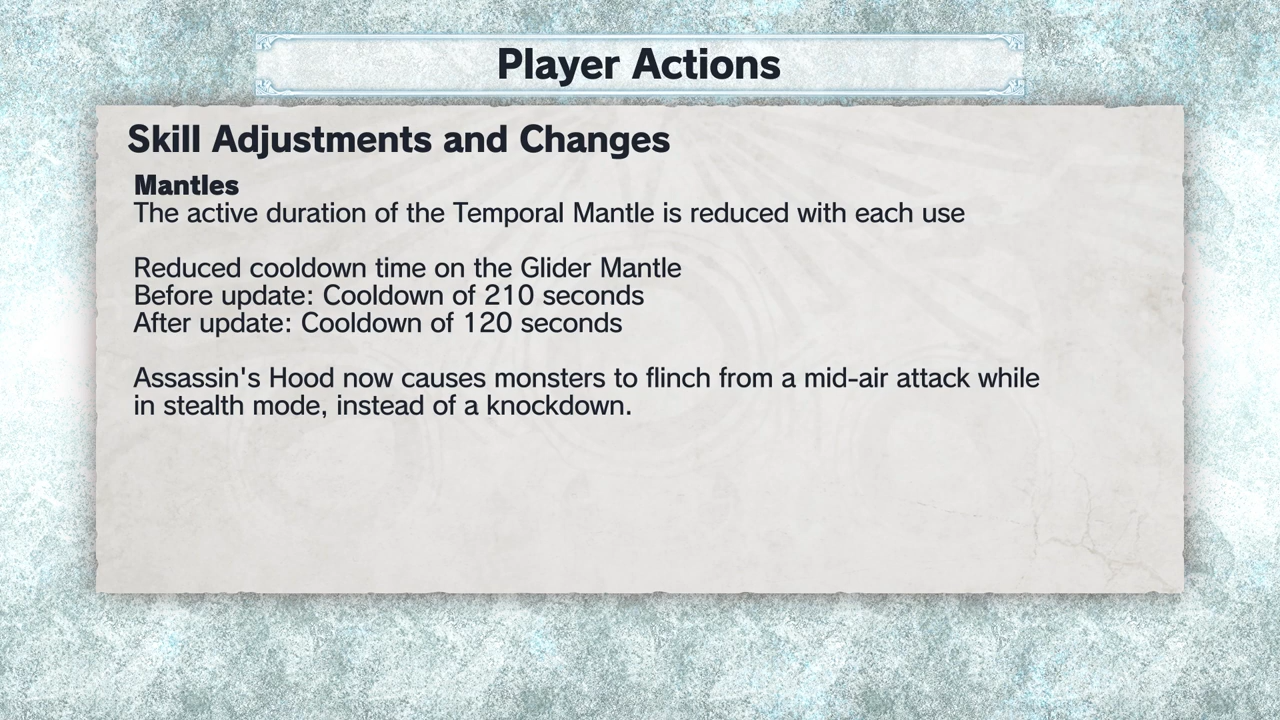 Player Actions
Skill Adjustments and Changes
Mantles
The active duration of the Temporal Mantle is reduced with each use
Reduced cooldown time on the Glider Mantle
Before update: Cooldown of 210 seconds
After update: Cooldown of 120 seconds
Assassin's Hood now causes monsters to flinch from a mid-air attack while
in stealth mode, instead of a knockdown.